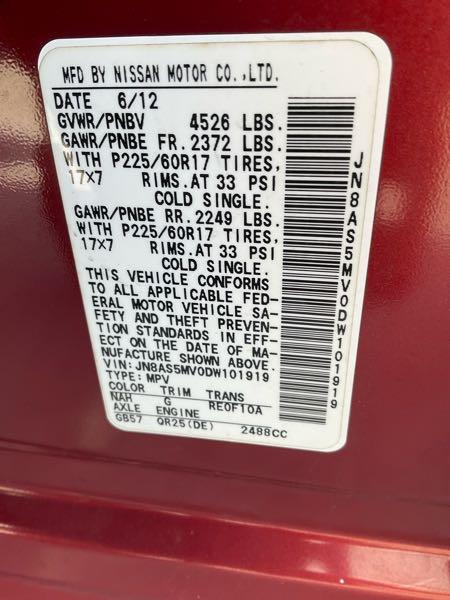 MFD BY NISSAN MOTOR CO.,LTD.
DATE 6/12
GVWR/PNBV 4526 LBS.
GAWR/PNBE FR. 2372 LBS.
WITH P225/60R17 TIRES,
17x7 RIMS.AT 33 PSI
COLD SINGLE.
GAWR/PNBE RR. 2249 LBS.
WITH P225/60R17 TIRES,
17x7 RIMS.AT 33 PSI
COLD SINGLE.
THIS VEHICLE CONFORMS
TO ALL APPLICABLE FED-
ERAL MOTOR VEHICLE SA-
FETY AND THEFT PREVEN-
TION STANDARDS IN EFF-
ECT ON THE DATE OF MA-
NUFACTURE SHOWN ABOVE.
VIN: JN8AS5MV0DW101919
TYPE: MPV
COLOR TRIM TRANS
NAH G RE0F10A
AXLE ENGINE
GB57 QR25(DE) 2488CC
JN8AS5MV0DW101919